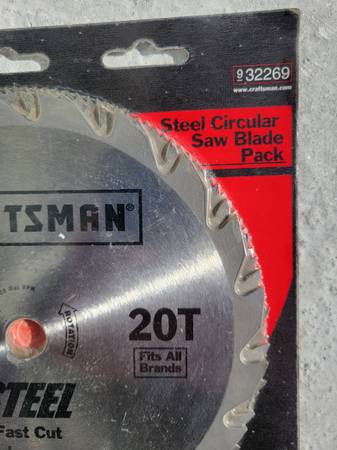 9 32269
www.craftsman.com
Steel Circular
Saw Blade
Pack
TSMAN®
RPM
ROTATION
20T
Fits All
Brands
STEEL
Fast Cut